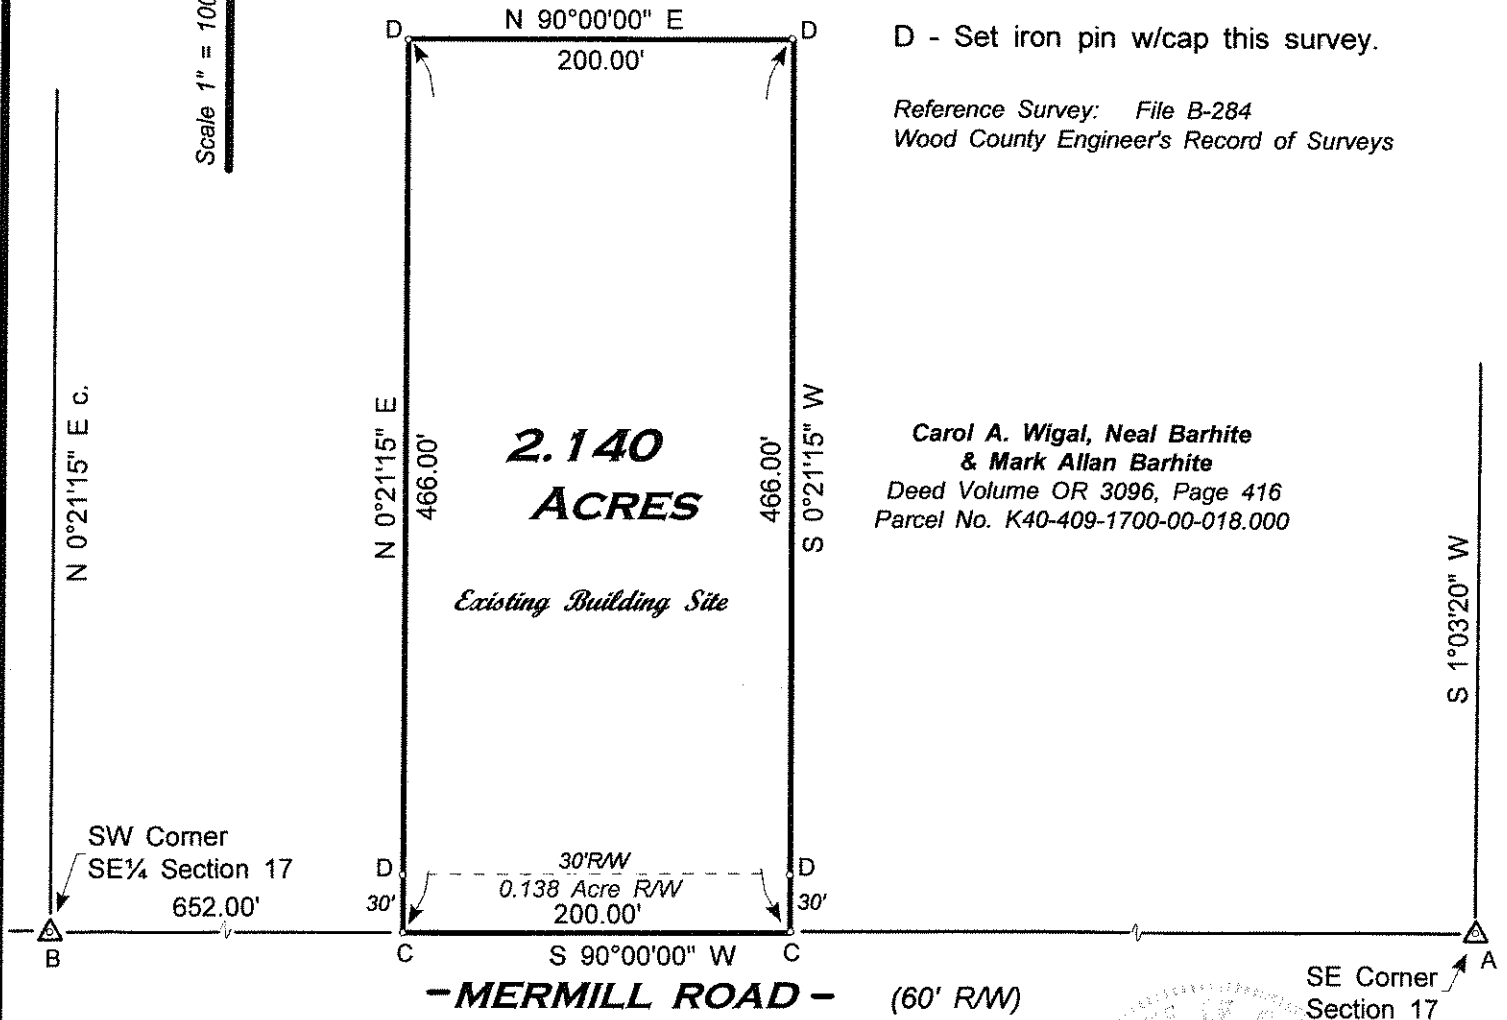 Scale 1" = 100
D
N 90°00'00" E
D
200.00'
D - Set iron pin w/cap this survey.
Reference Survey: File B-284
Wood County Engineer's Record of Surveys
N 0°21'15" E c.
N 0°21'15" E
466.00'
2.140
ACRES
Existing Building Site
466.00'
S 0°21'15" W
Carol A. Wigal, Neal Barhite
& Mark Allan Barhite
Deed Volume OR 3096, Page 416
Parcel No. K40-409-1700-00-018.000
S 1°03'20" W
SW Corner
SE¼ Section 17
652.00'
D
30'R/W
D
0.138 Acre R/W
30'
200.00'
30'
B
C
S 90°00'00" W
C
A
-MERMILL ROAD- (60' R/W)
SE Corner
Section 17